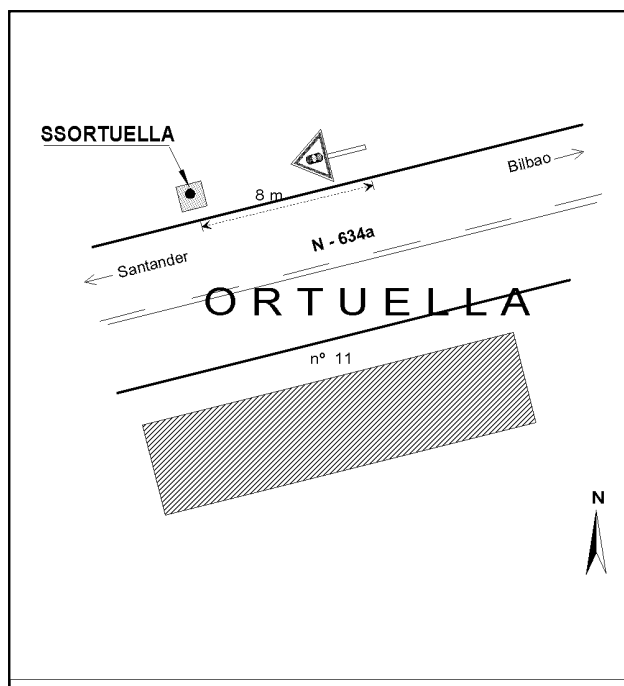 SSORTUELLA
8 m
Bilbao
N - 634a
Santander
ORTUELLA
nº 11
N